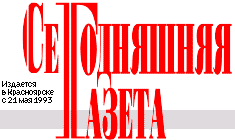 Сегодняшняя
Газета
Издается
в Красноярске
с 21 мая 1993